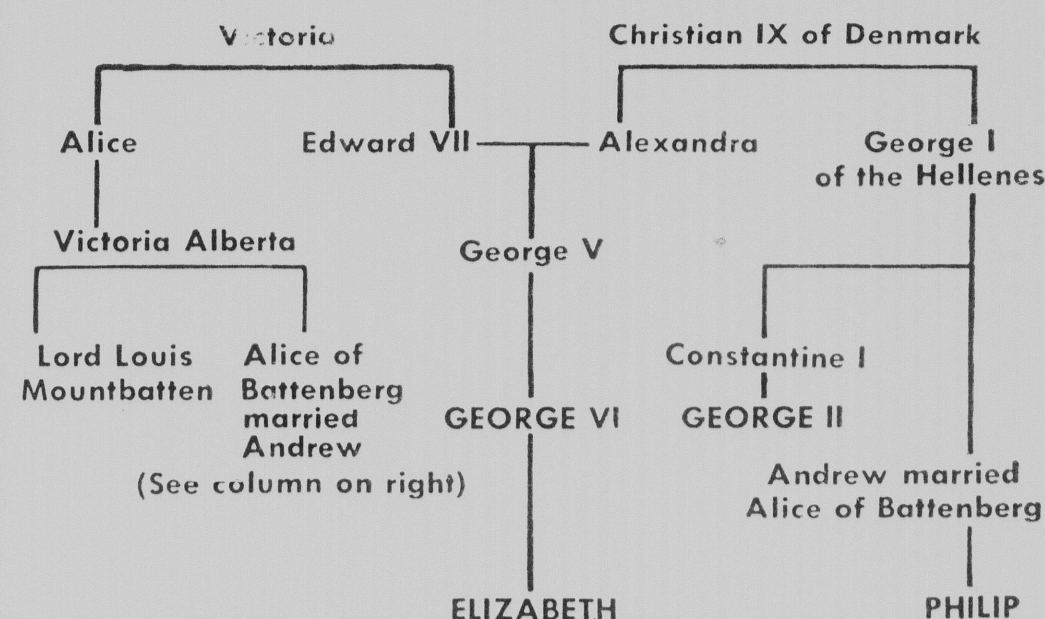 Victoria
Christian IX of Denmark
Alice
Edward VII
Alexandra
George I
of the Hellenes
Victoria Alberta
George V
Lord Louis
Mountbatten
Alice of
Battenberg
married
Andrew
(See column on right)
Constantine I
GEORGE VI
GEORGE II
Andrew married
Alice of Battenberg
ELIZABETH
PHILIP